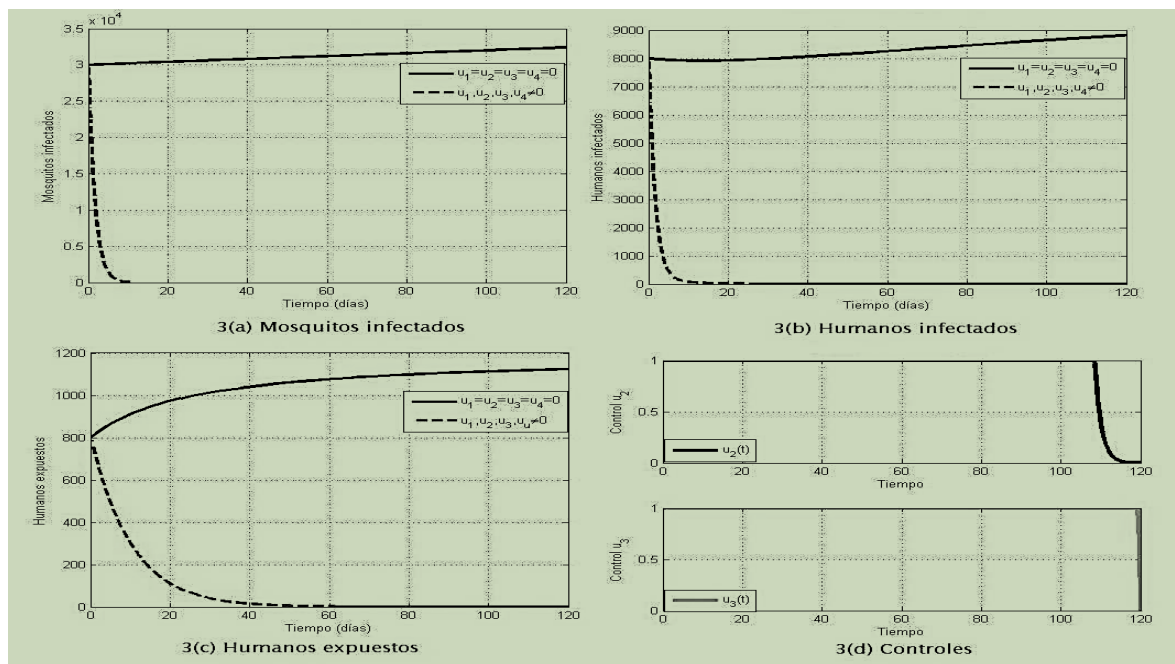 x 10⁴
3.5
3
2.5
2
1.5
1
0.5
0
Mosquitos infectados
u₁=u₂=u₃=u₄=0
u₁,u₂,u₃,u₄≠0
0 20 40 60 80 100 120
Tiempo (días)
3(a) Mosquitos infectados
9000
8000
7000
6000
5000
4000
3000
2000
1000
0
Humanos infectados
u₁=u₂=u₃=u₄=0
u₁,u₂,u₃,u₄≠0
0 20 40 60 80 100 120
Tiempo (días)
3(b) Humanos infectados
1200
1000
800
600
400
200
0
Humanos expuestos
u₁=u₂=u₃=u₄=0
u₁,u₂,u₃,uᵤ≠0
0 20 40 60 80 100 120
Tiempo (días)
3(c) Humanos expuestos
1
0.5
0
Control u₂
u₂(t)
0 20 40 60 80 100 120
Tiempo
1
0.5
0
Control u₃
u₃(t)
0 20 40 60 80 100 120
Tiempo
3(d) Controles